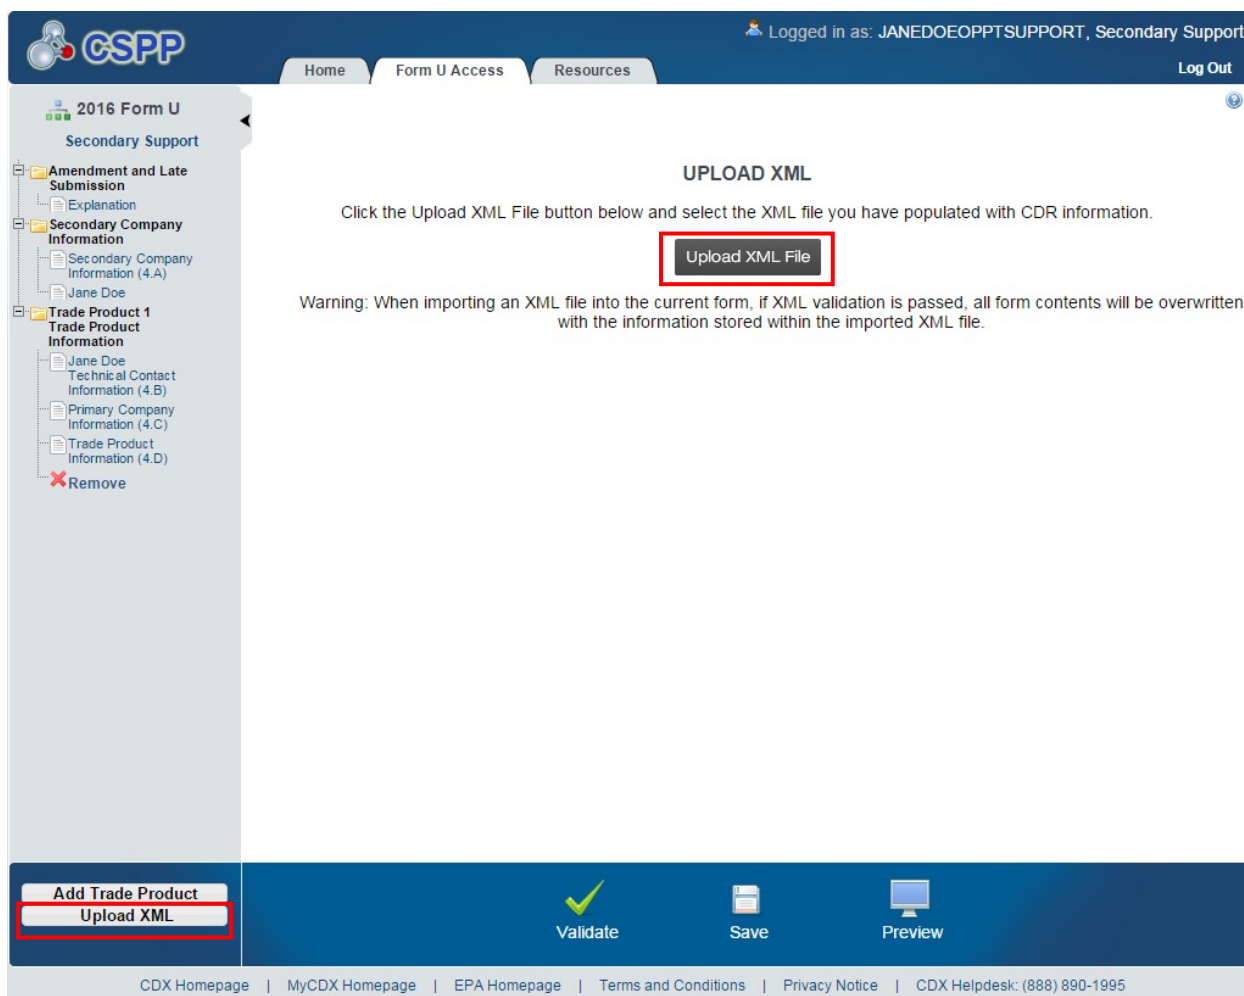 CSPP
Logged in as: JANEDOEOPPTSUPPORT, Secondary Support
Home
Form U Access
Resources
Log Out
2016 Form U
Secondary Support
Amendment and Late
Submission
Explanation
Secondary Company
Information
Secondary Company
Information (4.A)
Jane Doe
Trade Product 1
Trade Product
Information
Jane Doe
Technical Contact
Information (4.B)
Primary Company
Information (4.C)
Trade Product
Information (4.D)
Remove
UPLOAD XML
Click the Upload XML File button below and select the XML file you have populated with CDR information.
Upload XML File
Warning: When importing an XML file into the current form, if XML validation is passed, all form contents will be overwritten
with the information stored within the imported XML file.
Add Trade Product
Upload XML
Validate
Save
Preview
CDX Homepage | MyCDX Homepage | EPA Homepage | Terms and Conditions | Privacy Notice | CDX Helpdesk: (888) 890-1995